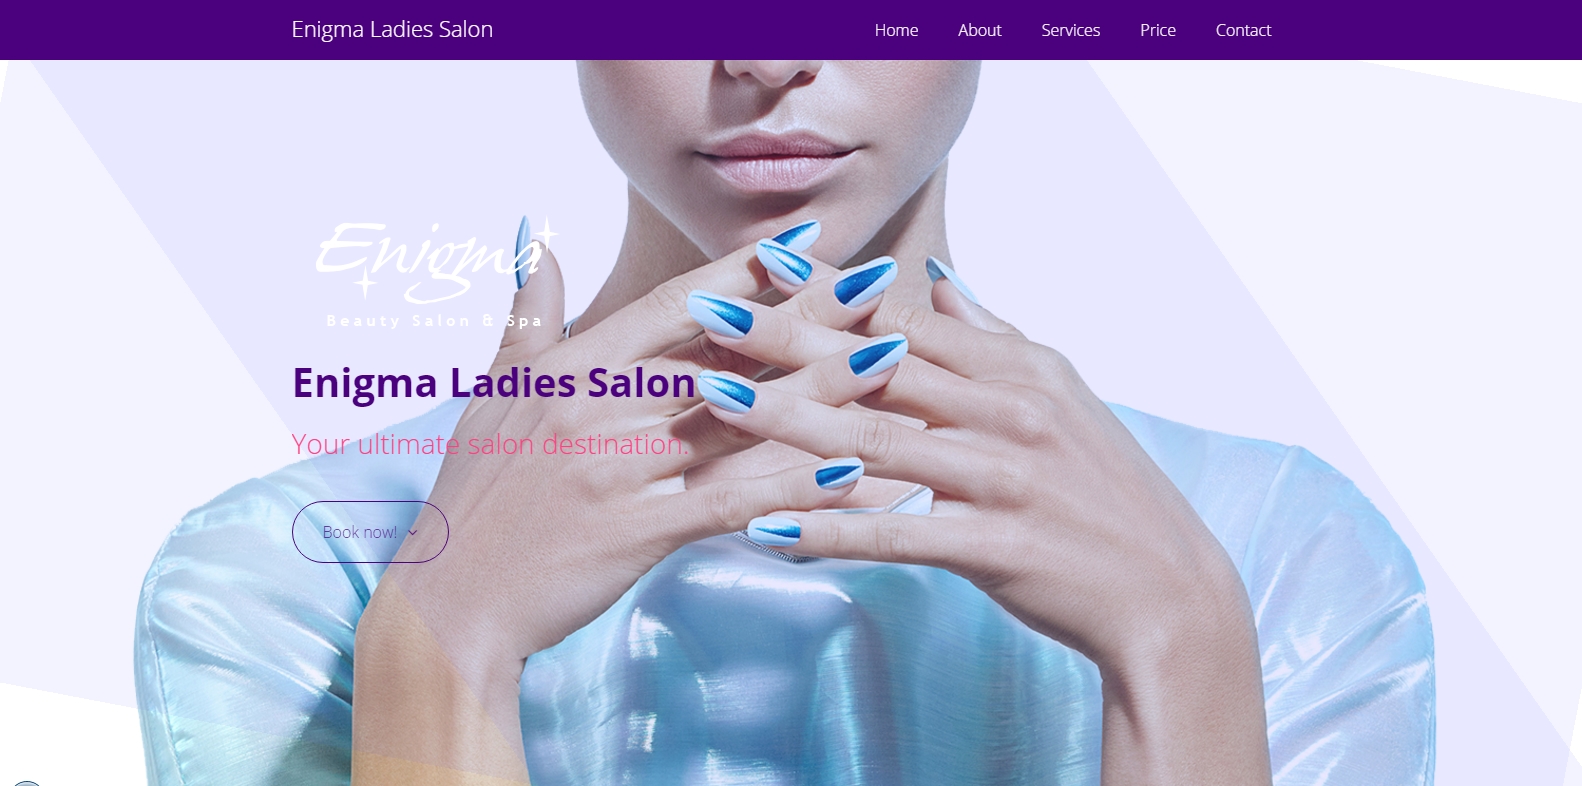 Enigma Ladies Salon
Home About Services Price Contact
Enigma
Beauty Salon & Spa
Enigma Ladies Salon
Your ultimate salon destination.
Book now!